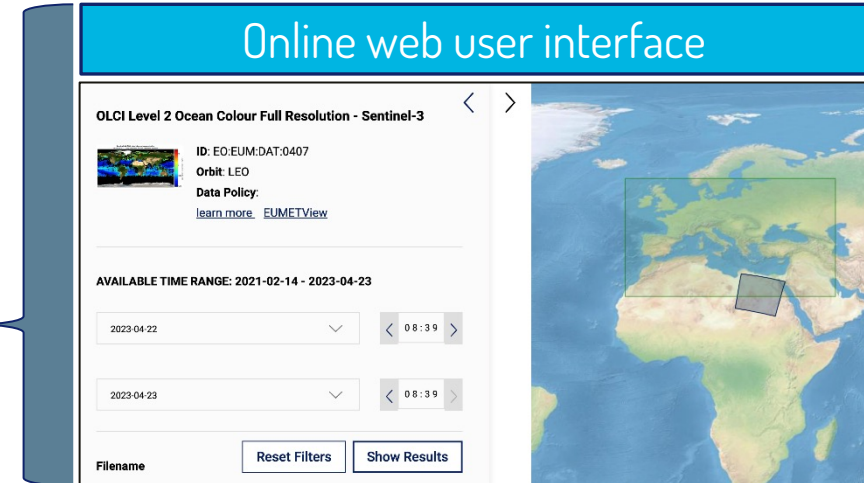 Online web user interface
OLCI Level 2 Ocean Colour Full Resolution - Sentinel-3
ID: EO:EUM:DAT:0407
Orbit: LEO
Data Policy:
learn more EUMETView
AVAILABLE TIME RANGE: 2021-02-14 - 2023-04-23
2023-04-22
08:39
2023-04-23
08:39
Filename
Reset Filters
Show Results